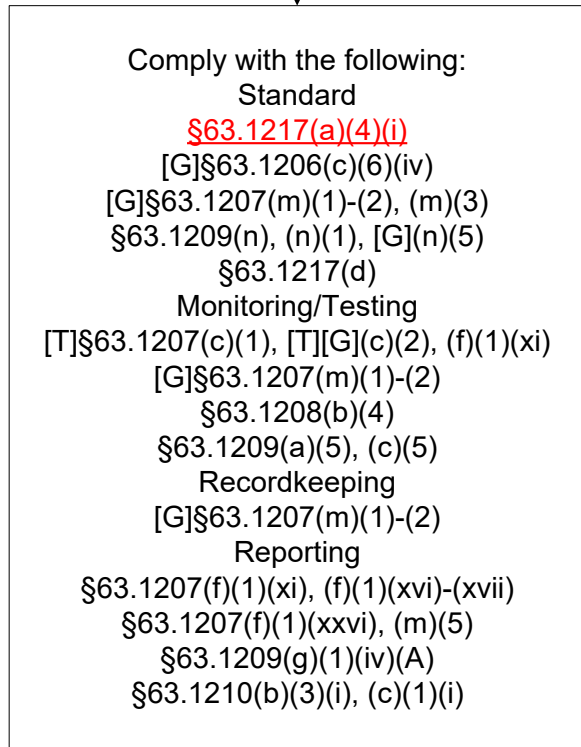 Comply with the following:
Standard
§63.1217(a)(4)(i)
[G]§63.1206(c)(6)(iv)
[G]§63.1207(m)(1)-(2), (m)(3)
§63.1209(n), (n)(1), [G](n)(5)
§63.1217(d)
Monitoring/Testing
[T]§63.1207(c)(1), [T][G](c)(2), (f)(1)(xi)
[G]§63.1207(m)(1)-(2)
§63.1208(b)(4)
§63.1209(a)(5), (c)(5)
Recordkeeping
[G]§63.1207(m)(1)-(2)
Reporting
§63.1207(f)(1)(xi), (f)(1)(xvi)-(xvii)
§63.1207(f)(1)(xxvi), (m)(5)
§63.1209(g)(1)(iv)(A)
§63.1210(b)(3)(i), (c)(1)(i)